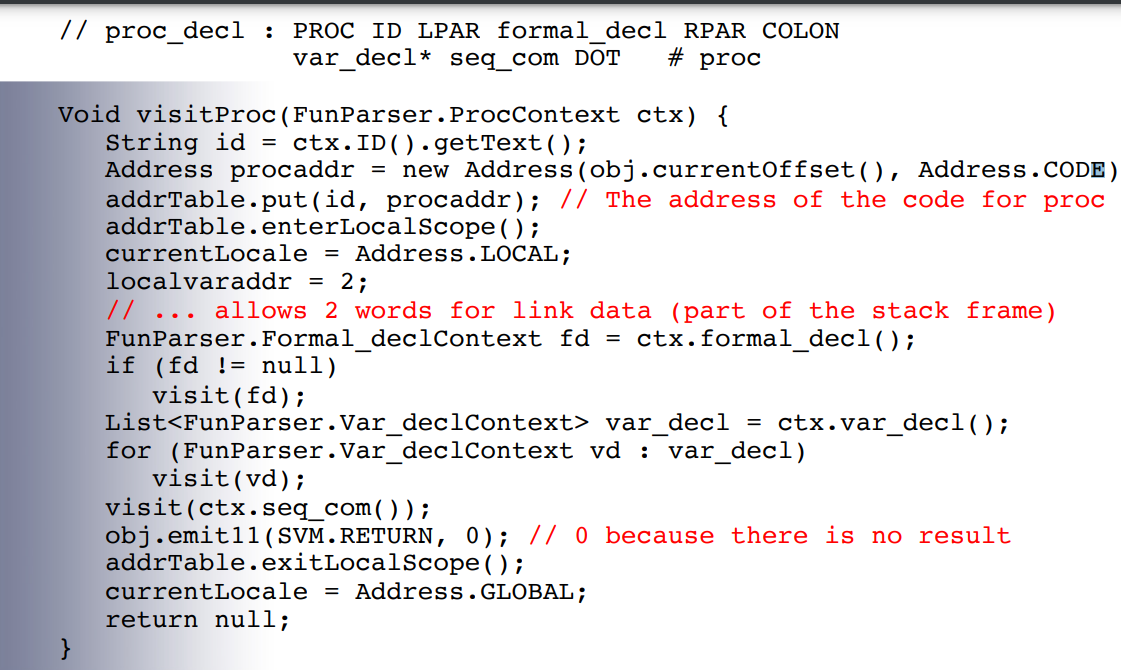 // proc_decl : PROC ID LPAR formal_decl RPAR COLON
var_decl* seq_com DOT # proc
Void visitProc(FunParser.ProcContext ctx) {
String id = ctx.ID().getText();
Address procaddr = new Address(obj.currentOffset(), Address.CODE)
addrTable.put(id, procaddr); // The address of the code for proc
addrTable.enterLocalScope();
currentLocale = Address.LOCAL;
localvaraddr = 2;
// ... allows 2 words for link data (part of the stack frame)
FunParser.Formal_declContext fd = ctx.formal_decl();
if (fd != null)
visit(fd);
List<FunParser.Var_declContext> var_decl = ctx.var_decl();
for (FunParser.Var_declContext vd : var_decl)
visit(vd);
visit(ctx.seq_com());
obj.emit11(SVM.RETURN, 0); // 0 because there is no result
addrTable.exitLocalScope();
currentLocale = Address.GLOBAL;
return null;
}